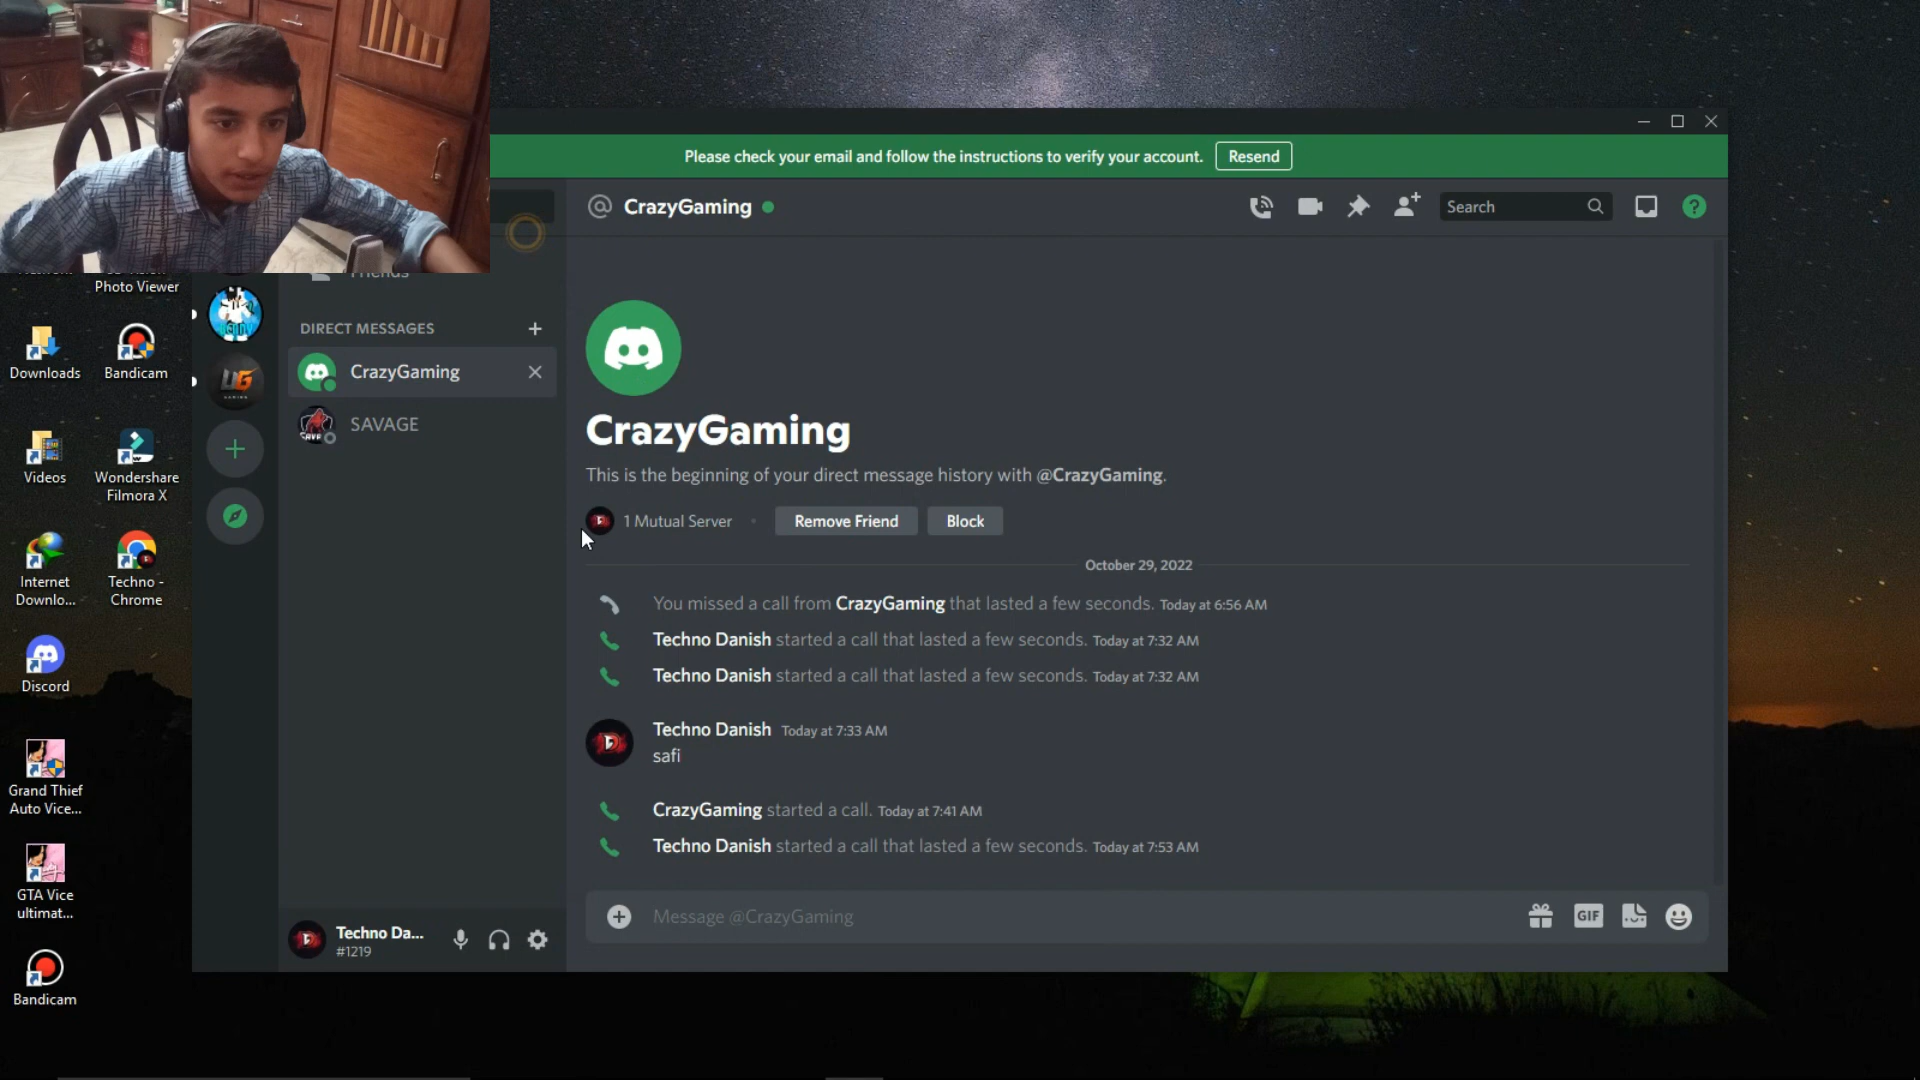 Please check your email and follow the instructions to verify your account. Resend
CrazyGaming
Search
Photo Viewer
Downloads
Bandicam
Videos
Wondershare
Filmora X
Internet
Downlo...
Techno -
Chrome
Discord
Grand Thief
Auto Vice...
GTA Vice
ultimat...
Bandicam
Friends
DIRECT MESSAGES
CrazyGaming
SAVAGE
Techno Da...
#1219
CrazyGaming
This is the beginning of your direct message history with @CrazyGaming.
1 Mutual Server Remove Friend Block
October 29, 2022
You missed a call from CrazyGaming that lasted a few seconds. Today at 6:56 AM
Techno Danish started a call that lasted a few seconds. Today at 7:32 AM
Techno Danish started a call that lasted a few seconds. Today at 7:32 AM
Techno Danish Today at 7:33 AM
safi
CrazyGaming started a call. Today at 7:41 AM
Techno Danish started a call that lasted a few seconds. Today at 7:53 AM
Message @CrazyGaming
GIF